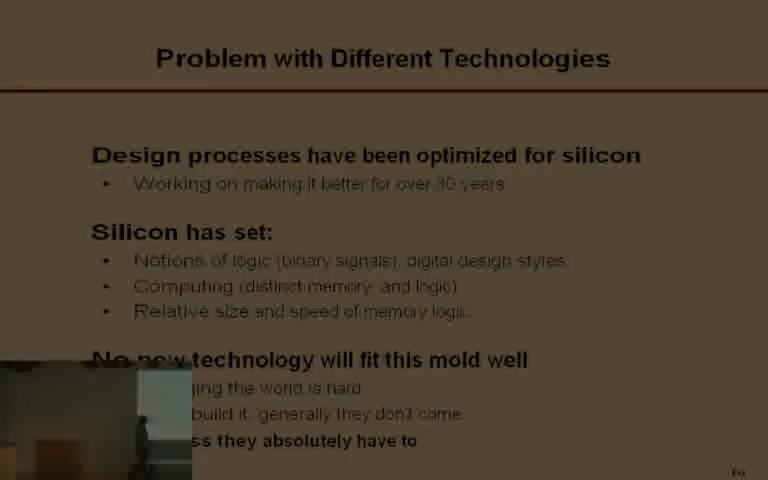 Problem with Different Technologies
Design processes have been optimized for silicon
• Working on making it better for over 30 years
Silicon has set:
• Notions of logic (binary signals), digital design styles
• Computing (distinct memory, and logic)
• Relative size and speed of memory logic
No new technology will fit this mold well
ging the world is hard
build it, generally they don't come
ss they absolutely have to